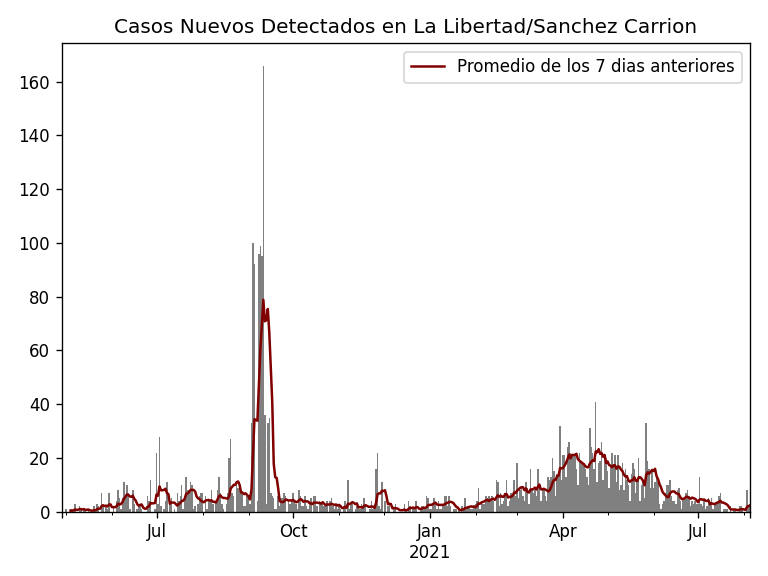 Casos Nuevos Detectados en La Libertad/Sanchez Carrion
Promedio de los 7 dias anteriores
160
140
120
100
80
60
40
20
0
Jul
Oct
Jan
2021
Apr
Jul